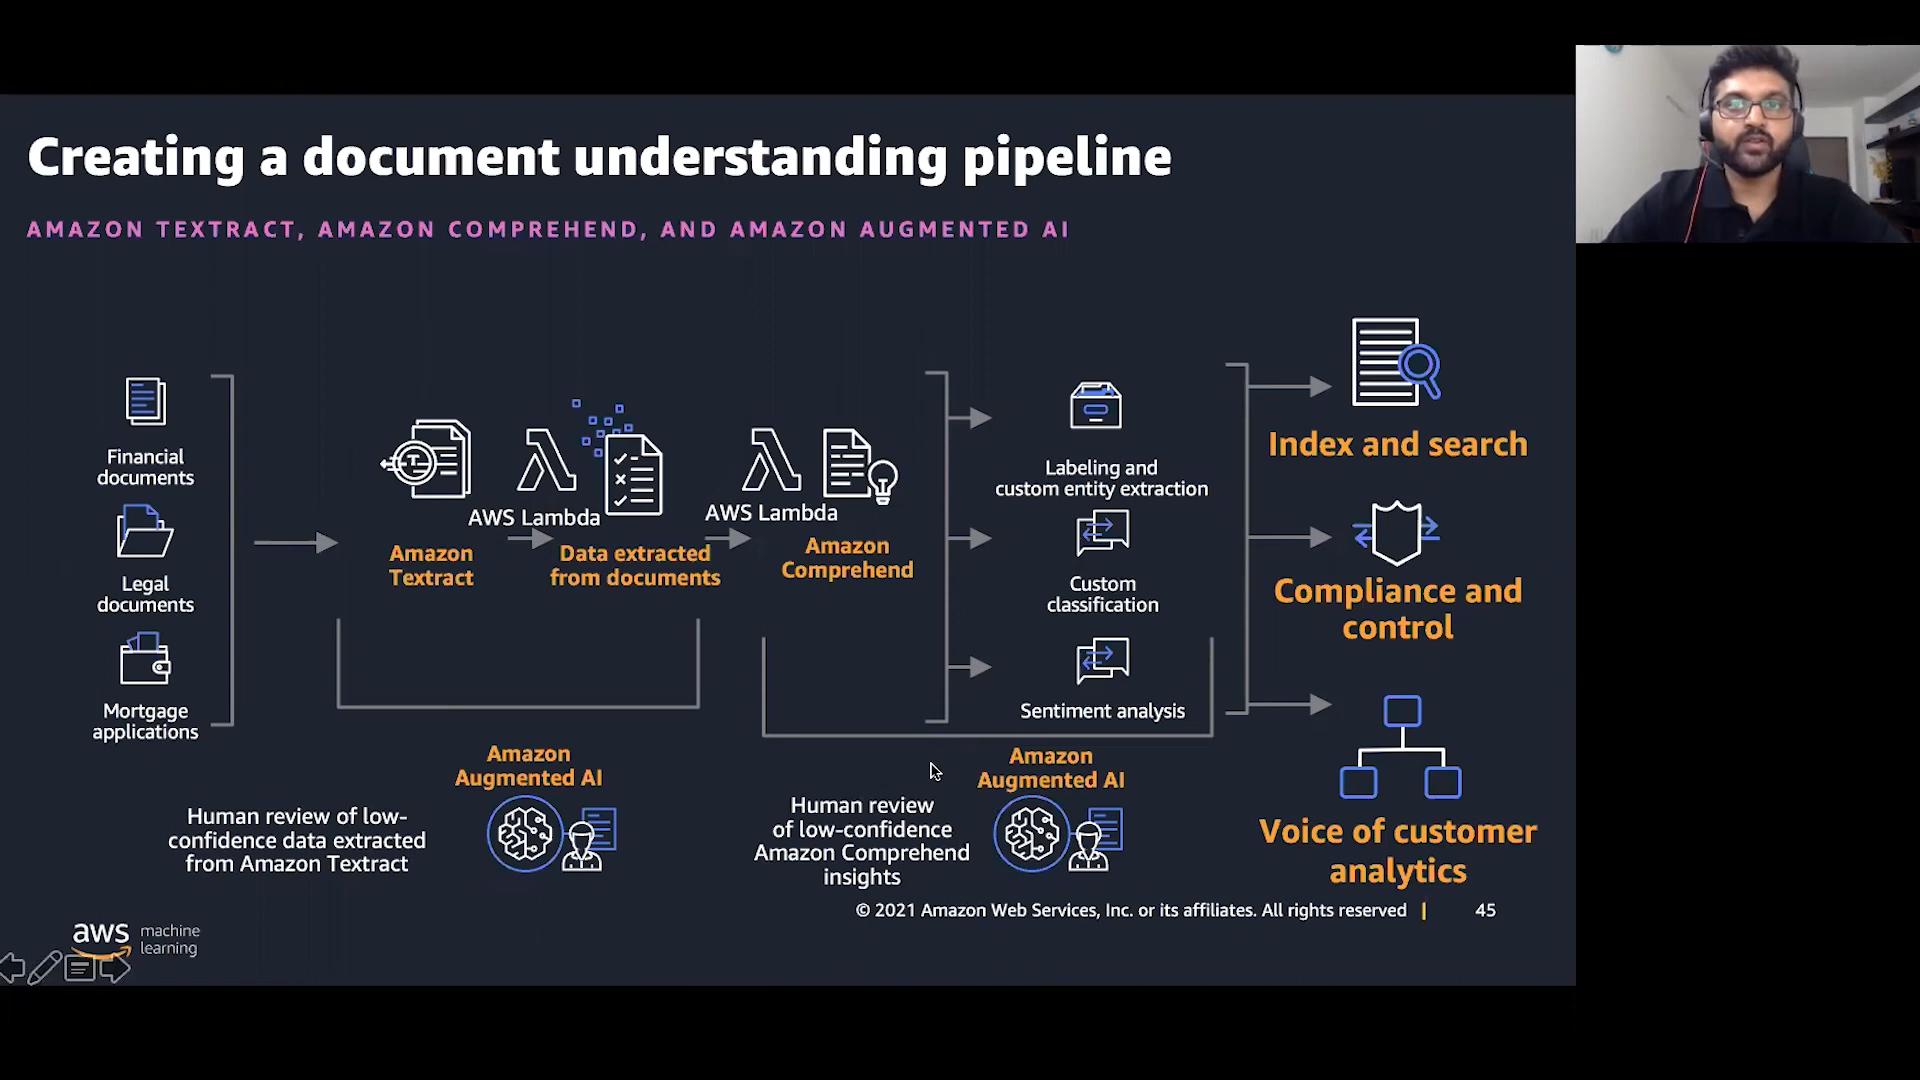 Creating a document understanding pipeline
AMAZON TEXTRACT, AMAZON COMPREHEND, AND AMAZON AUGMENTED AI
Financial
documents
Legal
documents
Mortgage
applications
AWS Lambda
Amazon
Textract
Data extracted
from documents
AWS Lambda
Amazon
Comprehend
Labeling and
custom entity extraction
Custom
classification
Sentiment analysis
Index and search
Compliance and
control
Voice of customer
analytics
Amazon
Augmented AI
Human review of low-
confidence data extracted
from Amazon Textract
Amazon
Augmented AI
Human review
of low-confidence
Amazon Comprehend
insights
© 2021 Amazon Web Services, Inc. or its affiliates. All rights reserved |
45
aws machine
learning